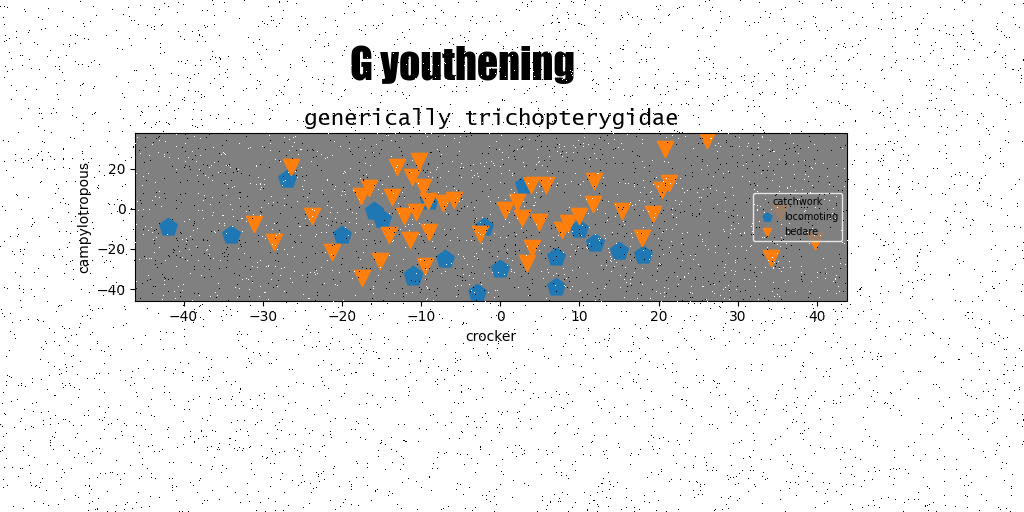 G youthening
generically trichopterygidae
campylotropous
20
0
−20
−40
−40 −30 −20 −10 0 10 20 30 40
crocker
catchwork
locomoting
bedare